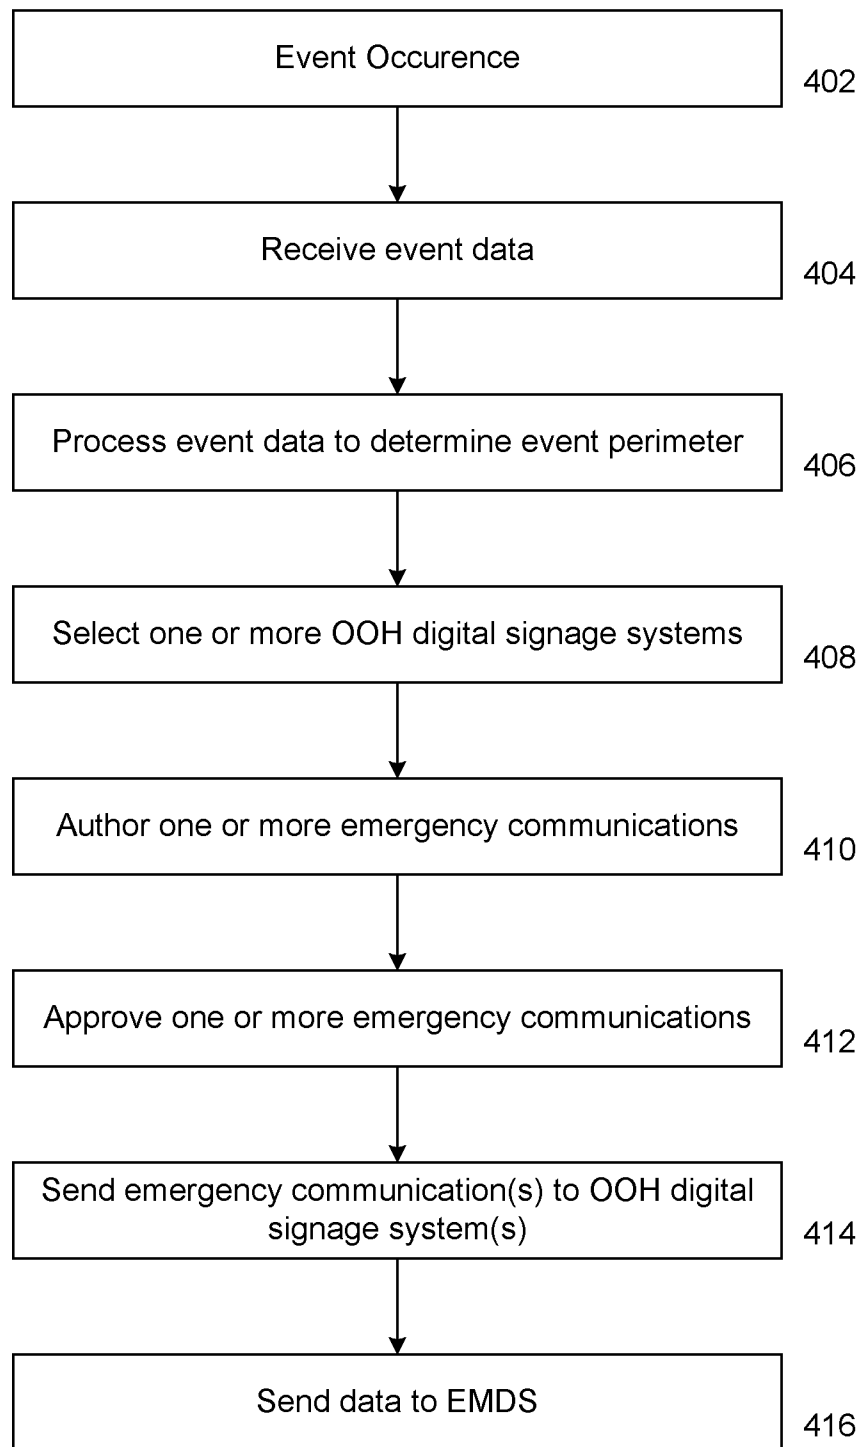 Event Occurence
402
Receive event data
404
Process event data to determine event perimeter
406
Select one or more OOH digital signage systems
408
Author one or more emergency communications
410
Approve one or more emergency communications
412
Send emergency communication(s) to OOH digital
signage system(s)
414
Send data to EMDS
416